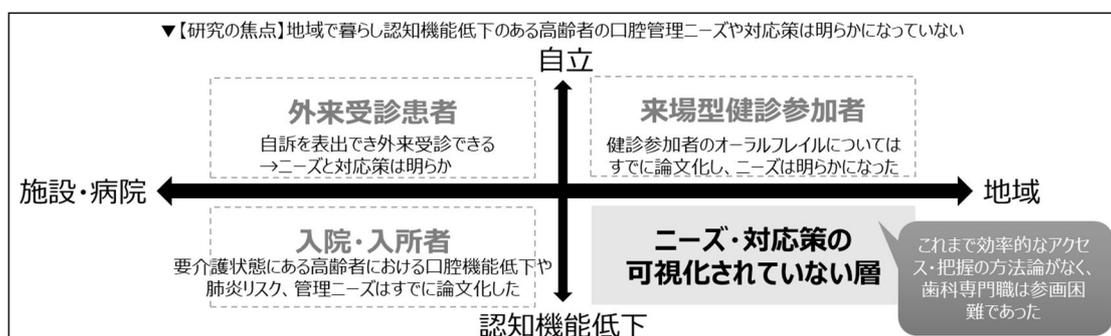 ▼【研究の焦点】地域で暮らし認知機能低下のある高齢者の口腔管理ニーズや対応策は明らかになっていない
自立
外来受診患者
自訴を表出でき外来受診できる
→ニーズと対応策は明らか
来場型健診参加者
健診参加者のオーラルフレイルについては
すでに論文化し、ニーズは明らかになった
施設・病院
地域
入院・入所者
要介護状態にある高齢者における口腔機能低下や
肺炎リスク、管理ニーズはすでに論文化した
ニーズ・対応策の
可視化されていない層
これまで効率的なアクセ
ス・把握の方法論がなく、
歯科専門職は参画困
難であった
認知機能低下